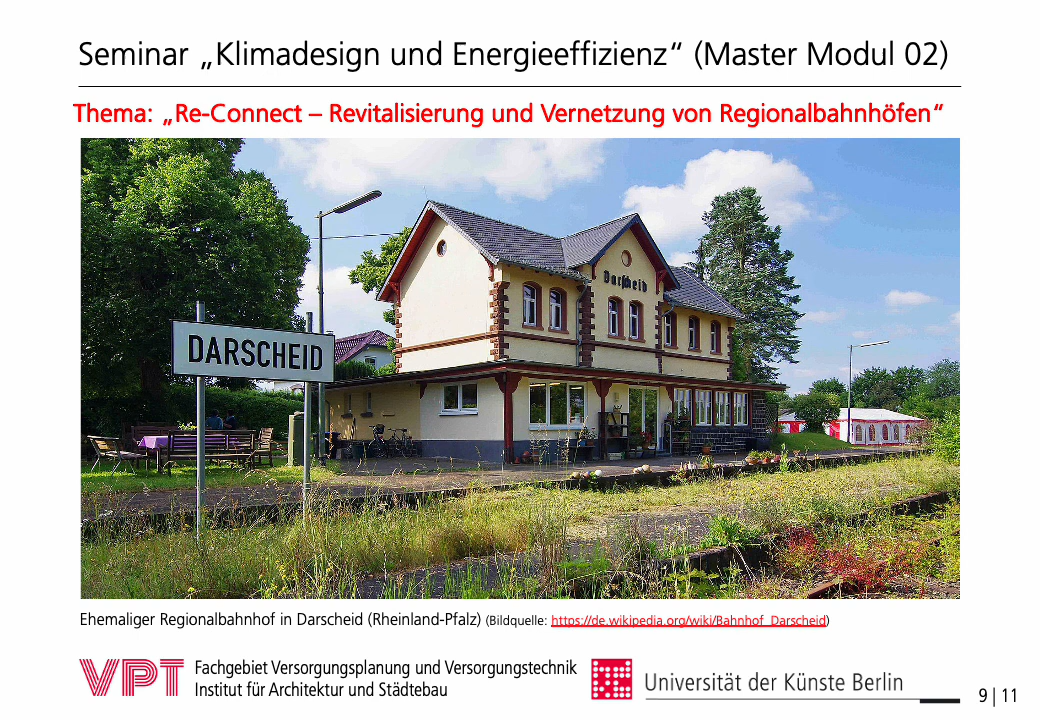 Seminar „Klimadesign und Energieeffizienz“ (Master Modul 02)
Thema: „Re-Connect – Revitalisierung und Vernetzung von Regionalbahnhöfen“
Darscheid
DARSCHEID
Ehemaliger Regionalbahnhof in Darscheid (Rheinland-Pfalz) (Bildquelle: https://de.wikipedia.org/wiki/Bahnhof_Darscheid)
VPT
Fachgebiet Versorgungsplanung und Versorgungstechnik
Institut für Architektur und Städtebau
Universität der Künste Berlin
9 | 11